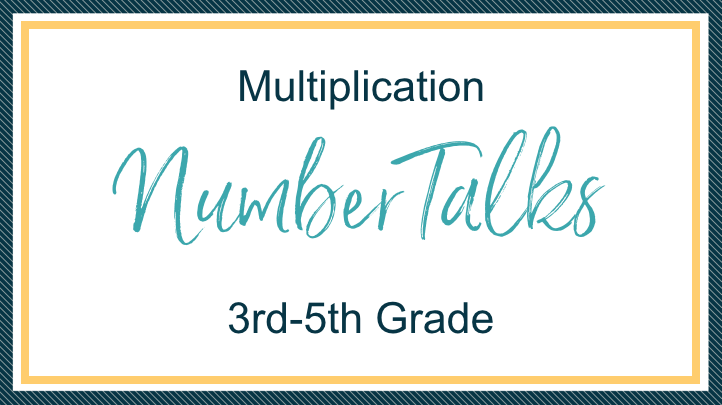 Multiplication
Number Talks
3rd-5th Grade